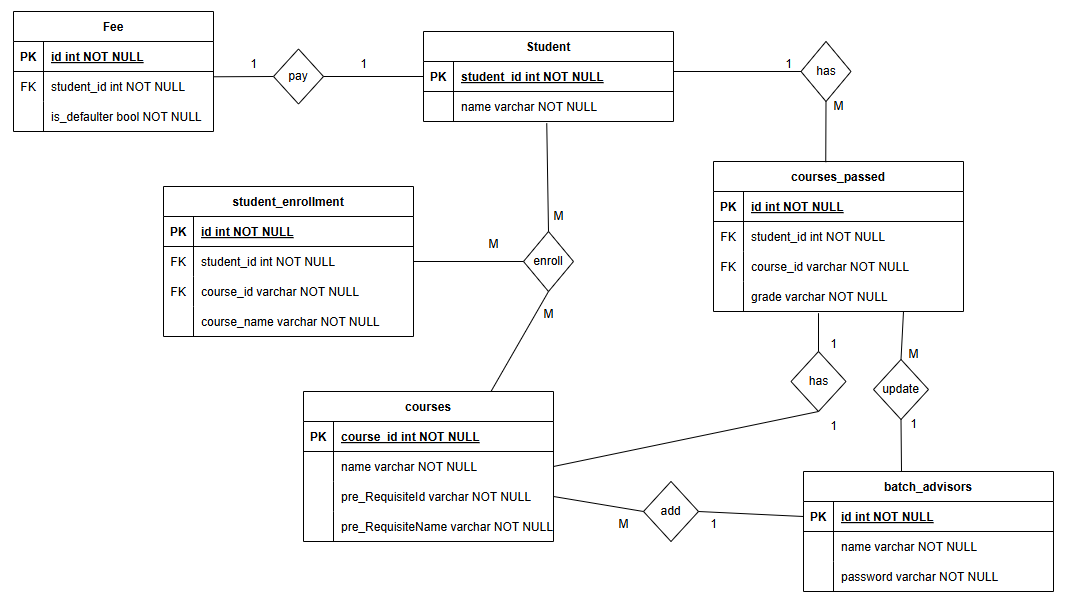 Fee
PK id int NOT NULL
FK student_id int NOT NULL
is_defaulter bool NOT NULL
1
pay
1
Student
PK student_id int NOT NULL
name varchar NOT NULL
1
has
M
courses_passed
PK id int NOT NULL
FK student_id int NOT NULL
FK course_id varchar NOT NULL
grade varchar NOT NULL
student_enrollment
PK id int NOT NULL
FK student_id int NOT NULL
FK course_id varchar NOT NULL
course_name varchar NOT NULL
M
M
enroll
M
1
has
1
M
update
1
courses
PK course_id int NOT NULL
name varchar NOT NULL
pre_RequisiteId varchar NOT NULL
pre_RequisiteName varchar NOT NULL
M
add
1
batch_advisors
PK id int NOT NULL
name varchar NOT NULL
password varchar NOT NULL